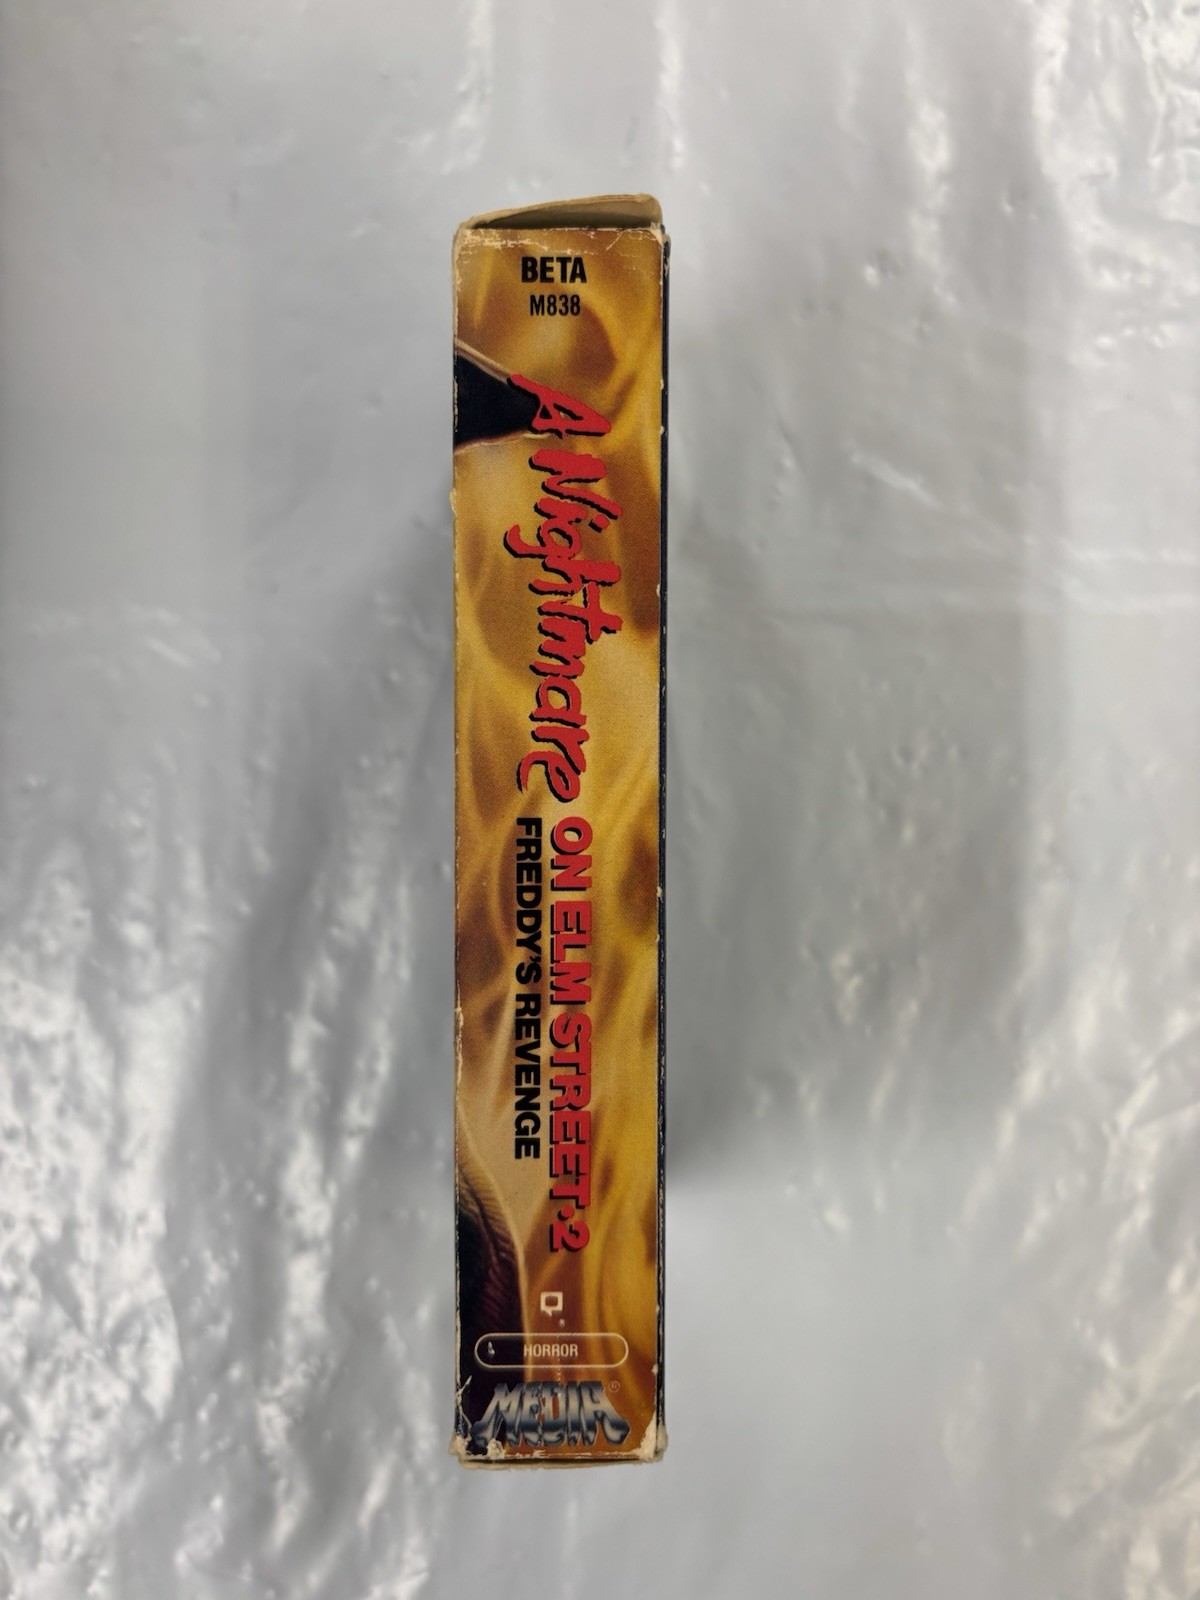 BETA
M838
A Nightmare ON ELM STREET·2
FREDDY'S REVENGE
HORROR
MEDIA®